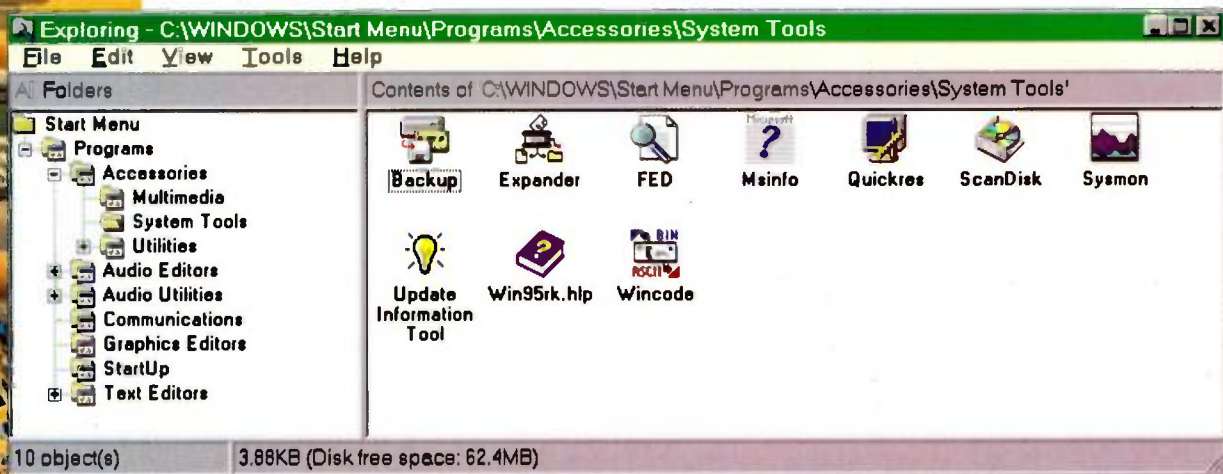 Exploring - C:\WINDOWS\Start Menu\Programs\Accessories\System Tools
File Edit View Tools Help
All Folders
Contents of 'C:\WINDOWS\Start Menu\Programs\Accessories\System Tools'
Start Menu
Programs
Accessories
Multimedia
System Tools
Utilities
Audio Editors
Audio Utilities
Communications
Graphics Editors
StartUp
Text Editors
Backup Expander FED Msinfo Quickres ScanDisk Sysmon
Microsoft
BIN
ASCII
Update Information Tool
Win95rk.hlp Wincode
10 object(s) 3.88KB (Disk free space: 62.4MB)